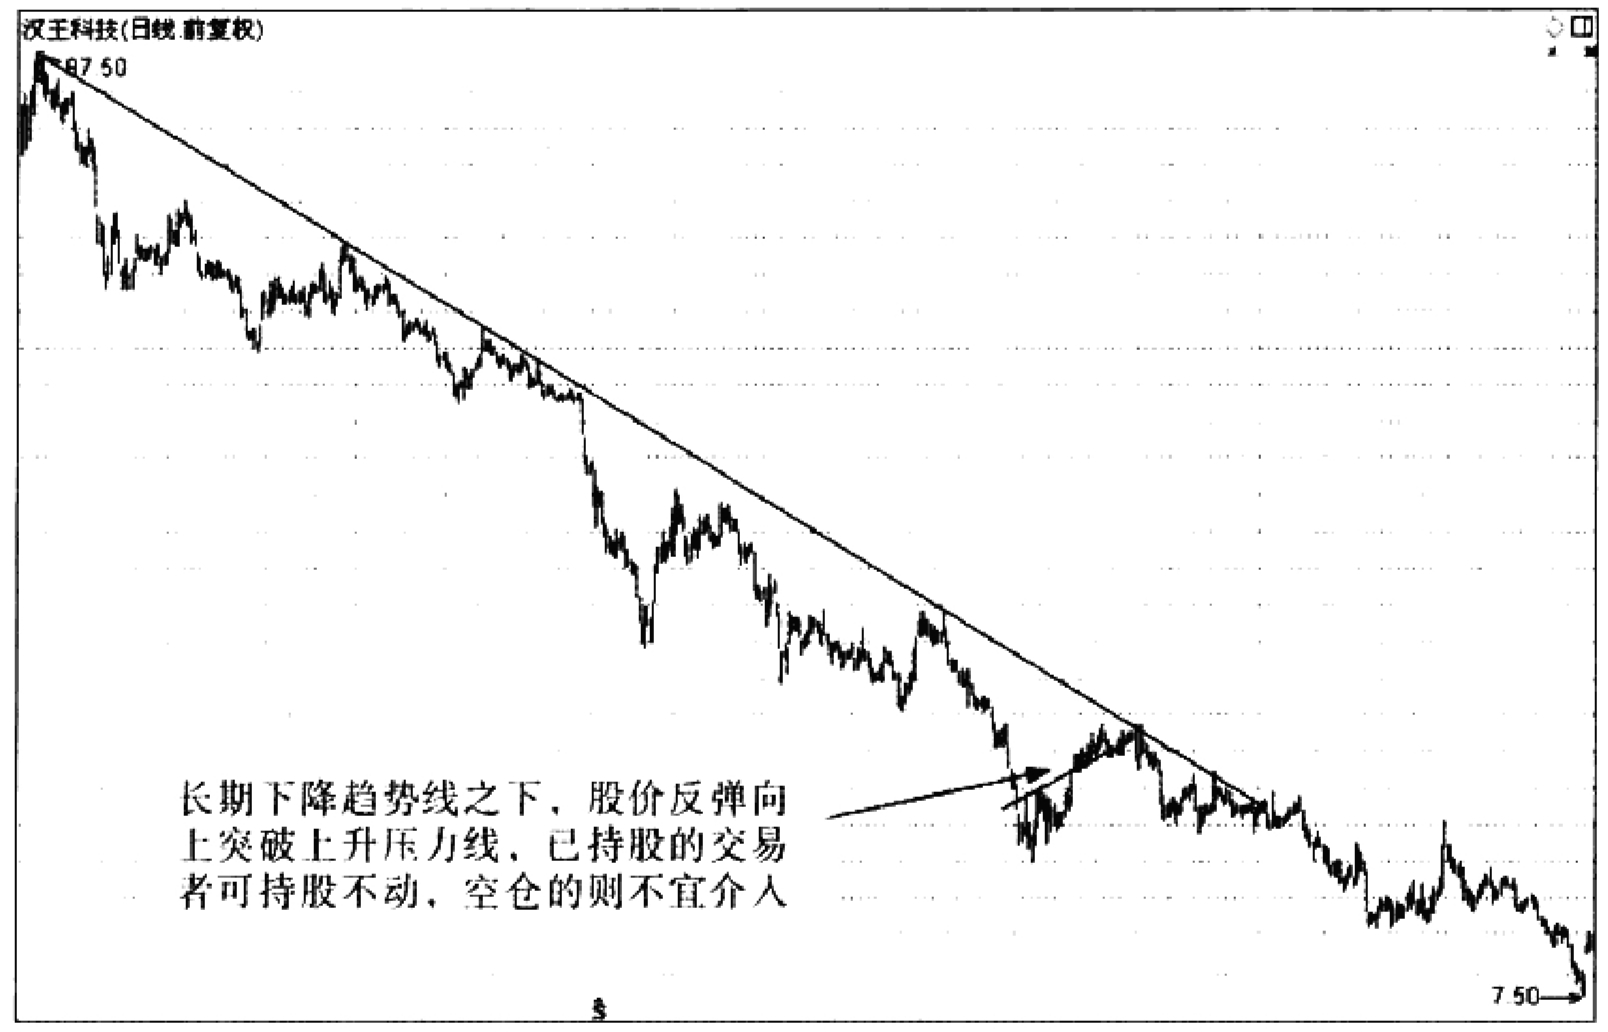 汉王科技(日线.前复权)
87.50
长期下降趋势线之下，股价反弹向
上突破上升压力线，已持股的交易
者可持股不动，空仓的则不宜介入
7.50